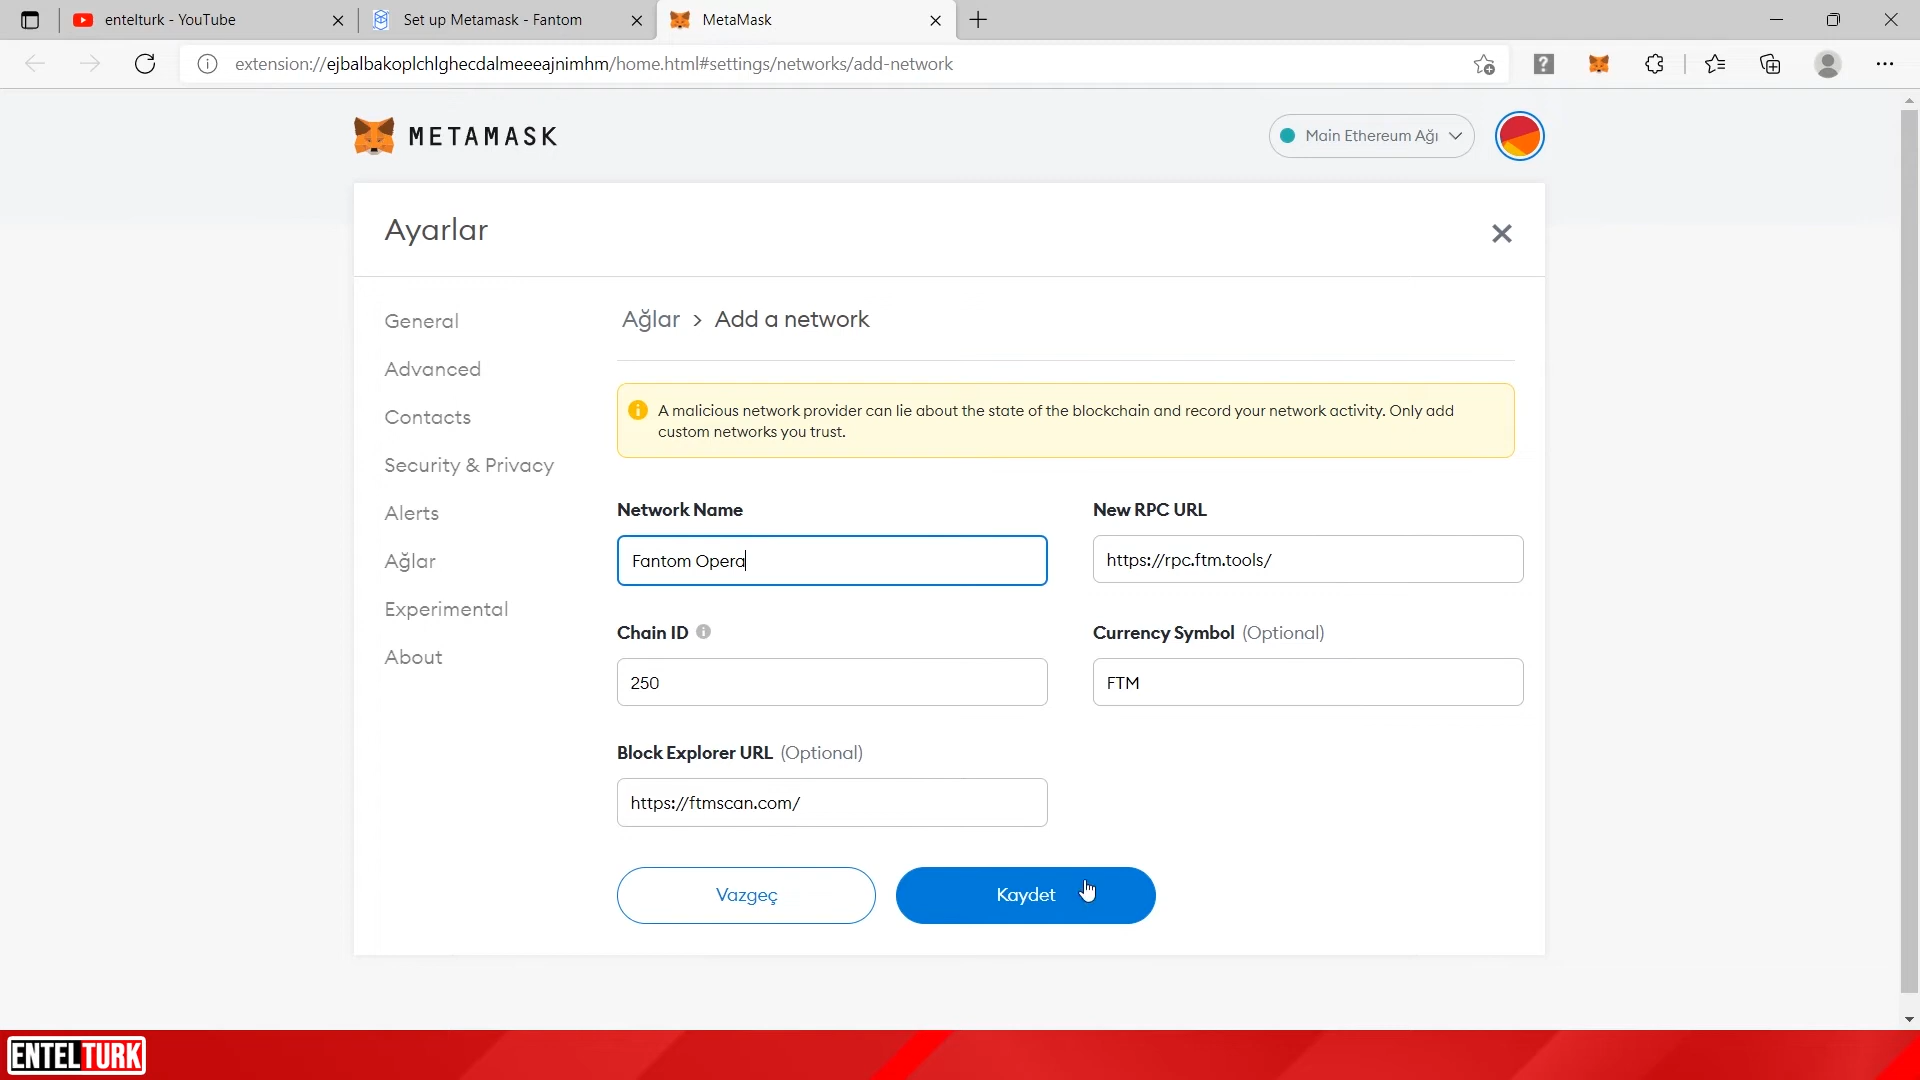 entelturk - YouTube
Set up Metamask - Fantom
MetaMask
extension://ejbalbakoplchlghecdalmeeeajnimhm/home.html#settings/networks/add-network
METAMASK
Main Ethereum Ağı
Ayarlar
General
Advanced
Contacts
Security & Privacy
Alerts
Ağlar
Experimental
About
Ağlar > Add a network
A malicious network provider can lie about the state of the blockchain and record your network activity. Only add
custom networks you trust.
Network Name
Fantom Opera
New RPC URL
https://rpc.ftm.tools/
Chain ID
250
Currency Symbol (Optional)
FTM
Block Explorer URL (Optional)
https://ftmscan.com/
Vazgeç
Kaydet
ENTELTURK